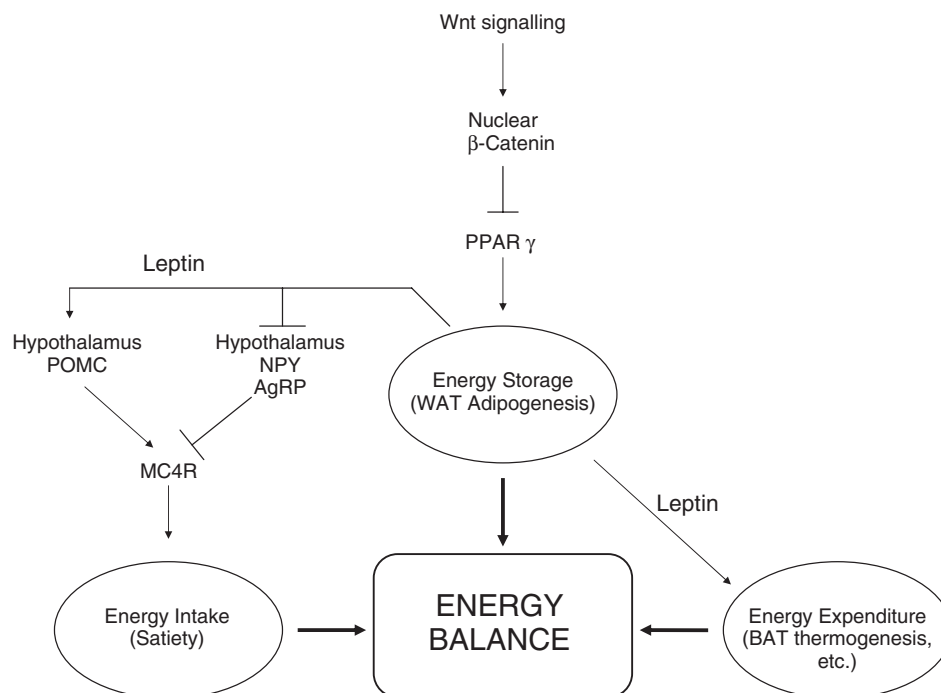 Wnt signalling
Nuclear
β-Catenin
PPAR γ
Leptin
Hypothalamus
POMC
Hypothalamus
NPY
AgRP
Energy Storage
(WAT Adipogenesis)
MC4R
Leptin
Energy Intake
(Satiety)
ENERGY
BALANCE
Energy Expenditure
(BAT thermogenesis,
etc.)